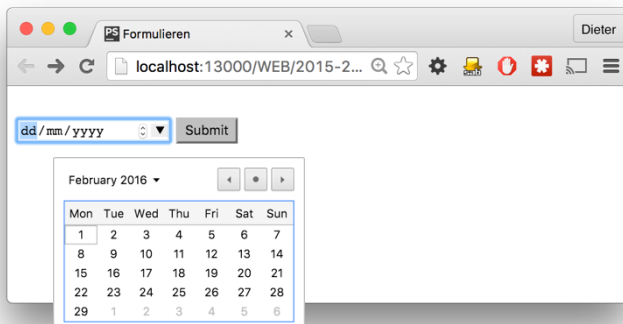 Formulieren
Dieter
localhost:13000/WEB/2015-2...
dd/mm/yyyy
Submit
February 2016
Mon Tue Wed Thu Fri Sat Sun
1 2 3 4 5 6 7
8 9 10 11 12 13 14
15 16 17 18 19 20 21
22 23 24 25 26 27 28
29 1 2 3 4 5 6